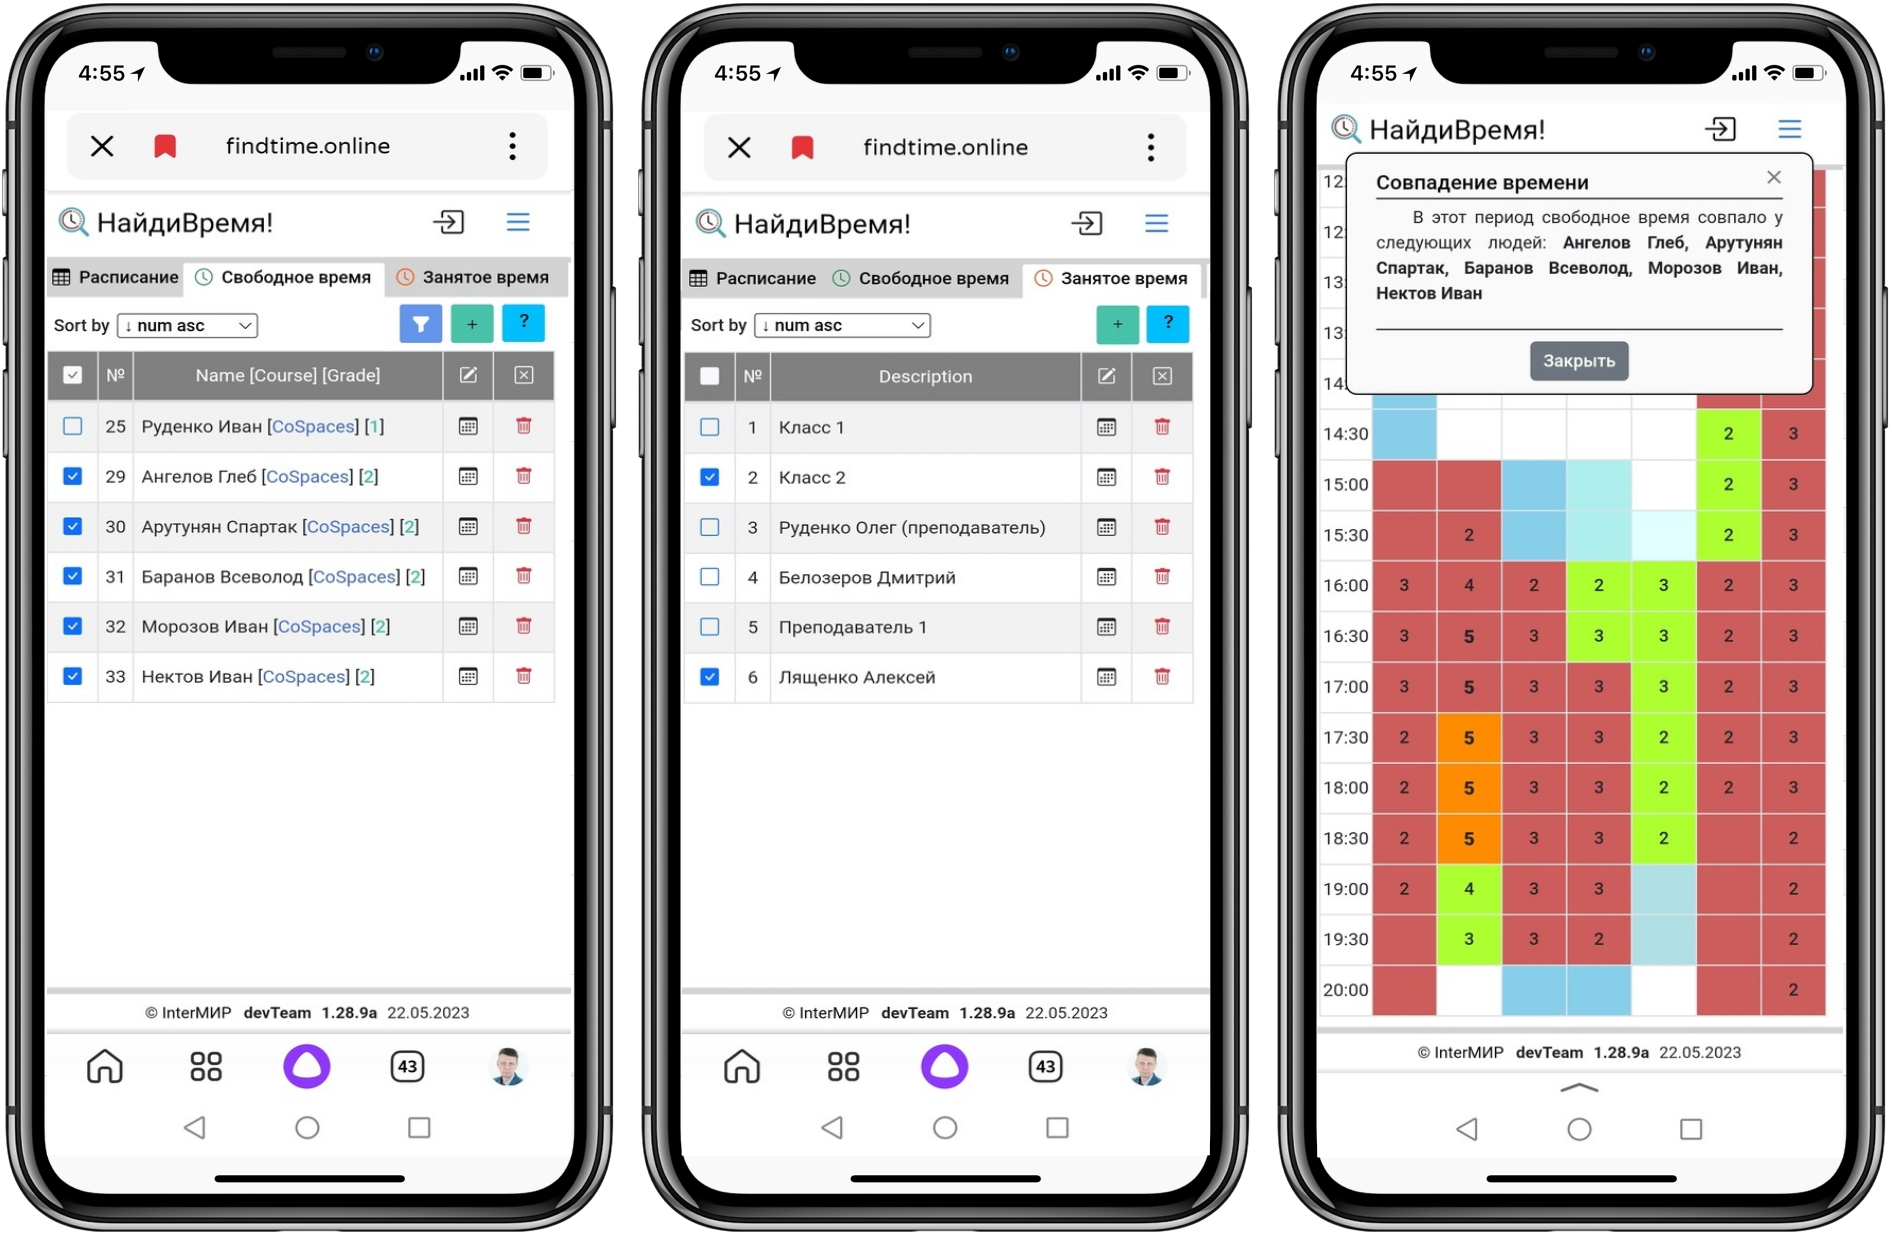 4:55
findtime.online
НайдиВремя!
Расписание Свободное время Занятое время
Sort by ↓ num asc + ?
№ Name [Course] [Grade]
25 Руденко Иван [CoSpaces] [1]
29 Ангелов Глеб [CoSpaces] [2]
30 Арутунян Спартак [CoSpaces] [2]
31 Баранов Всеволод [CoSpaces] [2]
32 Морозов Иван [CoSpaces] [2]
33 Нектов Иван [CoSpaces] [2]
© InterМИР devTeam 1.28.9a 22.05.2023
43
4:55
findtime.online
НайдиВремя!
Расписание Свободное время Занятое время
Sort by ↓ num asc + ?
№ Description
1 Класс 1
2 Класс 2
3 Руденко Олег (преподаватель)
4 Белозеров Дмитрий
5 Преподаватель 1
6 Лященко Алексей
© InterМИР devTeam 1.28.9a 22.05.2023
43
4:55
НайдиВремя!
Совпадение времени
В этот период свободное время совпало у
следующих людей: Ангелов Глеб, Арутунян
Спартак, Баранов Всеволод, Морозов Иван,
Нектов Иван
Закрыть
12:
12:
13:
13:
14:
14:30 2 3
15:00 2 3
15:30 2 2 3
16:00 3 4 2 2 3 2 3
16:30 3 5 3 3 3 2 3
17:00 3 5 3 3 3 2 3
17:30 2 5 3 3 2 2 3
18:00 2 5 3 3 2 2 3
18:30 2 5 3 3 2 2
19:00 2 4 3 3 2
19:30 3 3 2 2
20:00 2
© InterМИР devTeam 1.28.9a 22.05.2023